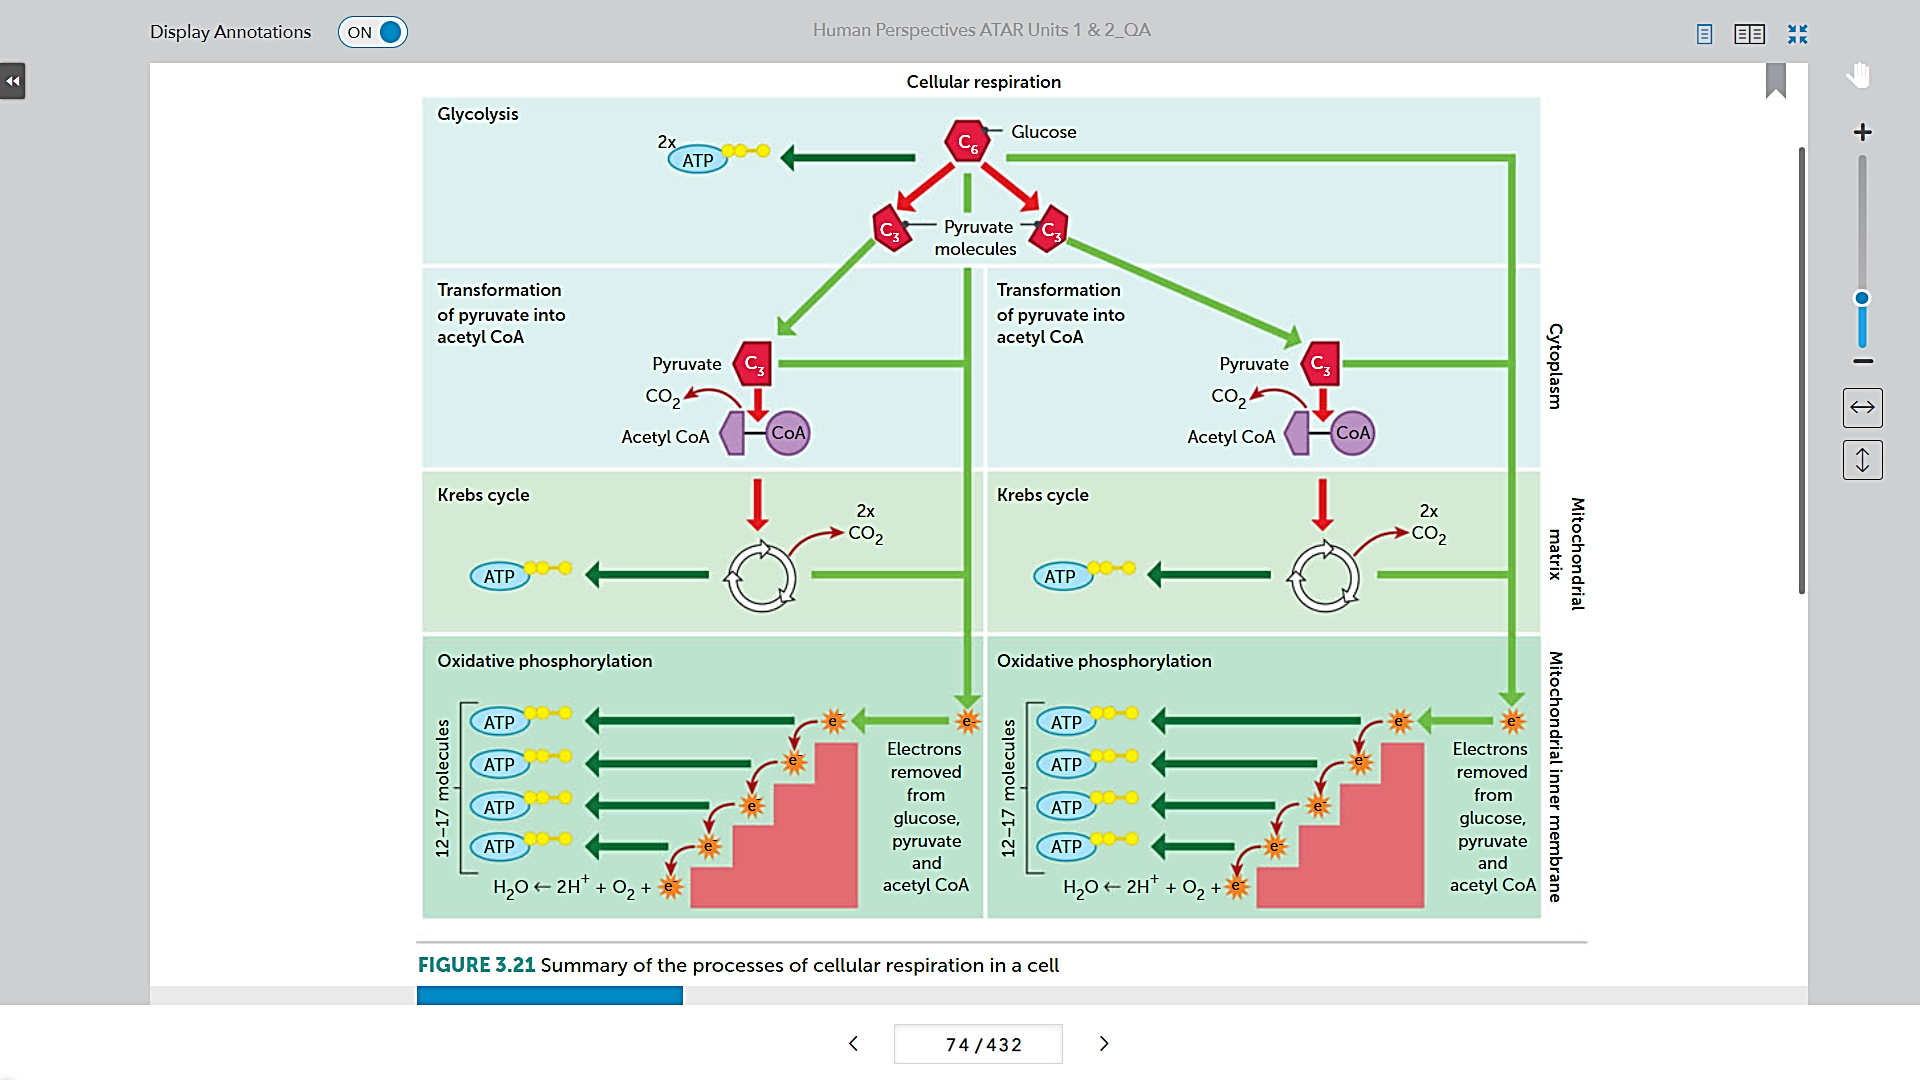 Display Annotations
ON
Human Perspectives ATAR Units 1 & 2_QA
Cellular respiration
Glycolysis
2x
ATP
C6
Glucose
C3
Pyruvate
molecules
C3
Transformation
of pyruvate into
acetyl CoA
Pyruvate
C3
CO2
Acetyl CoA
CoA
Transformation
of pyruvate into
acetyl CoA
Pyruvate
C3
CO2
Acetyl CoA
CoA
Cytoplasm
Krebs cycle
2x
CO2
ATP
Krebs cycle
2x
CO2
ATP
Mitochondrial
matrix
Oxidative phosphorylation
12–17 molecules
ATP
e-
e-
ATP
e-
ATP
e-
ATP
e-
H2O ← 2H+ + O2 + e-
Electrons
removed
from
glucose,
pyruvate
and
acetyl CoA
Oxidative phosphorylation
12–17 molecules
ATP
e-
e-
ATP
e-
ATP
e-
ATP
e-
H2O ← 2H+ + O2 + e-
Electrons
removed
from
glucose,
pyruvate
and
acetyl CoA
Mitochondrial inner membrane
FIGURE 3.21 Summary of the processes of cellular respiration in a cell
74 / 432